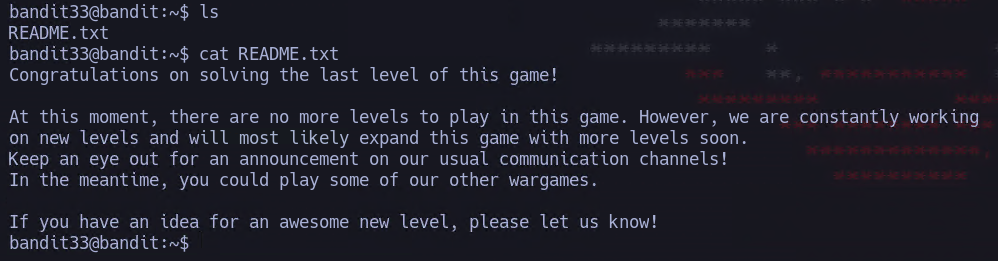 bandit33@bandit:~$ ls
README.txt
bandit33@bandit:~$ cat README.txt
Congratulations on solving the last level of this game!
At this moment, there are no more levels to play in this game. However, we are constantly working
on new levels and will most likely expand this game with more levels soon.
Keep an eye out for an announcement on our usual communication channels!
In the meantime, you could play some of our other wargames.
If you have an idea for an awesome new level, please let us know!
bandit33@bandit:~$